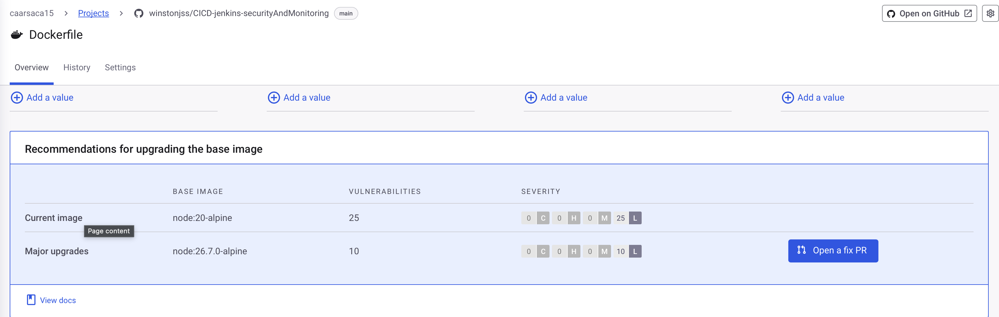 caarsaca15 > Projects > winstonjss/CICD-jenkins-securityAndMonitoring main
Open on GitHub
Dockerfile
Overview History Settings
Add a value Add a value Add a value Add a value
Recommendations for upgrading the base image
BASE IMAGE VULNERABILITIES SEVERITY
Current image node:20-alpine 25 0 C 0 H 0 M 25 L
Page content
Major upgrades node:26.7.0-alpine 10 0 C 0 H 0 M 10 L Open a fix PR
View docs